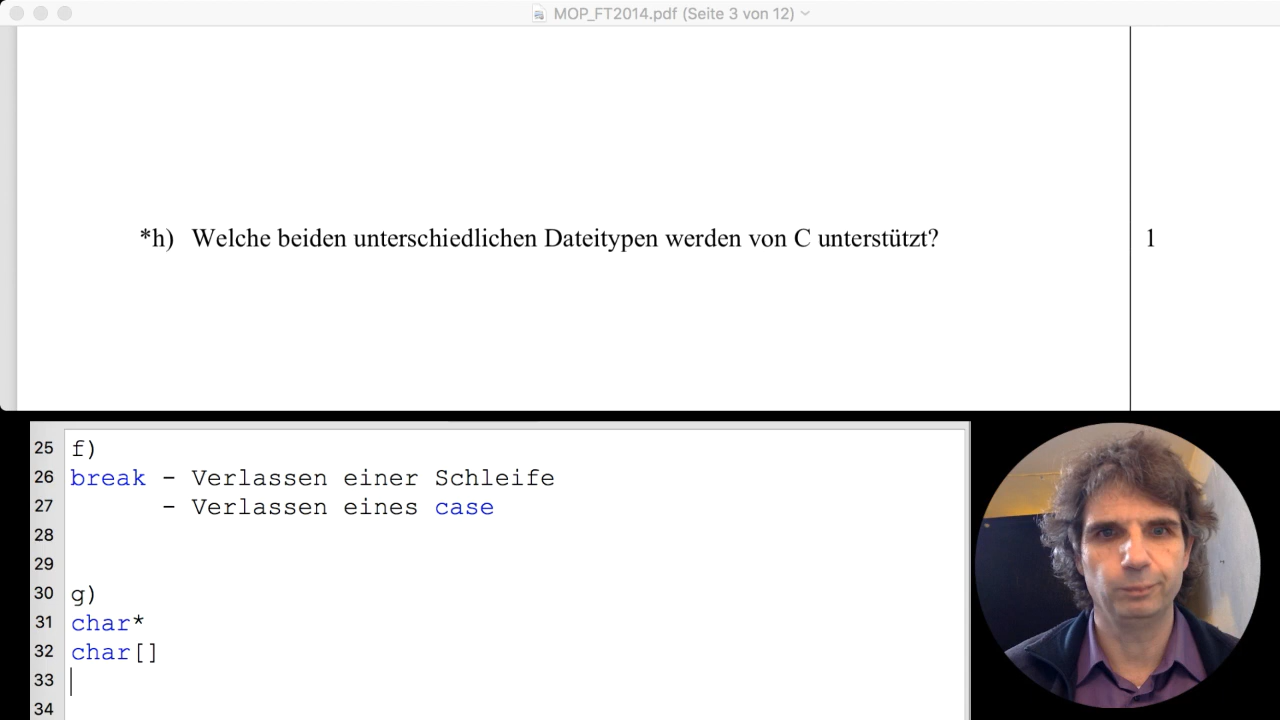 MOP_FT2014.pdf (Seite 3 von 12)
*h) Welche beiden unterschiedlichen Dateitypen werden von C unterstützt? 1
25 f)
26 break - Verlassen einer Schleife
27 - Verlassen eines case
28
29
30 g)
31 char*
32 char[]
33
34